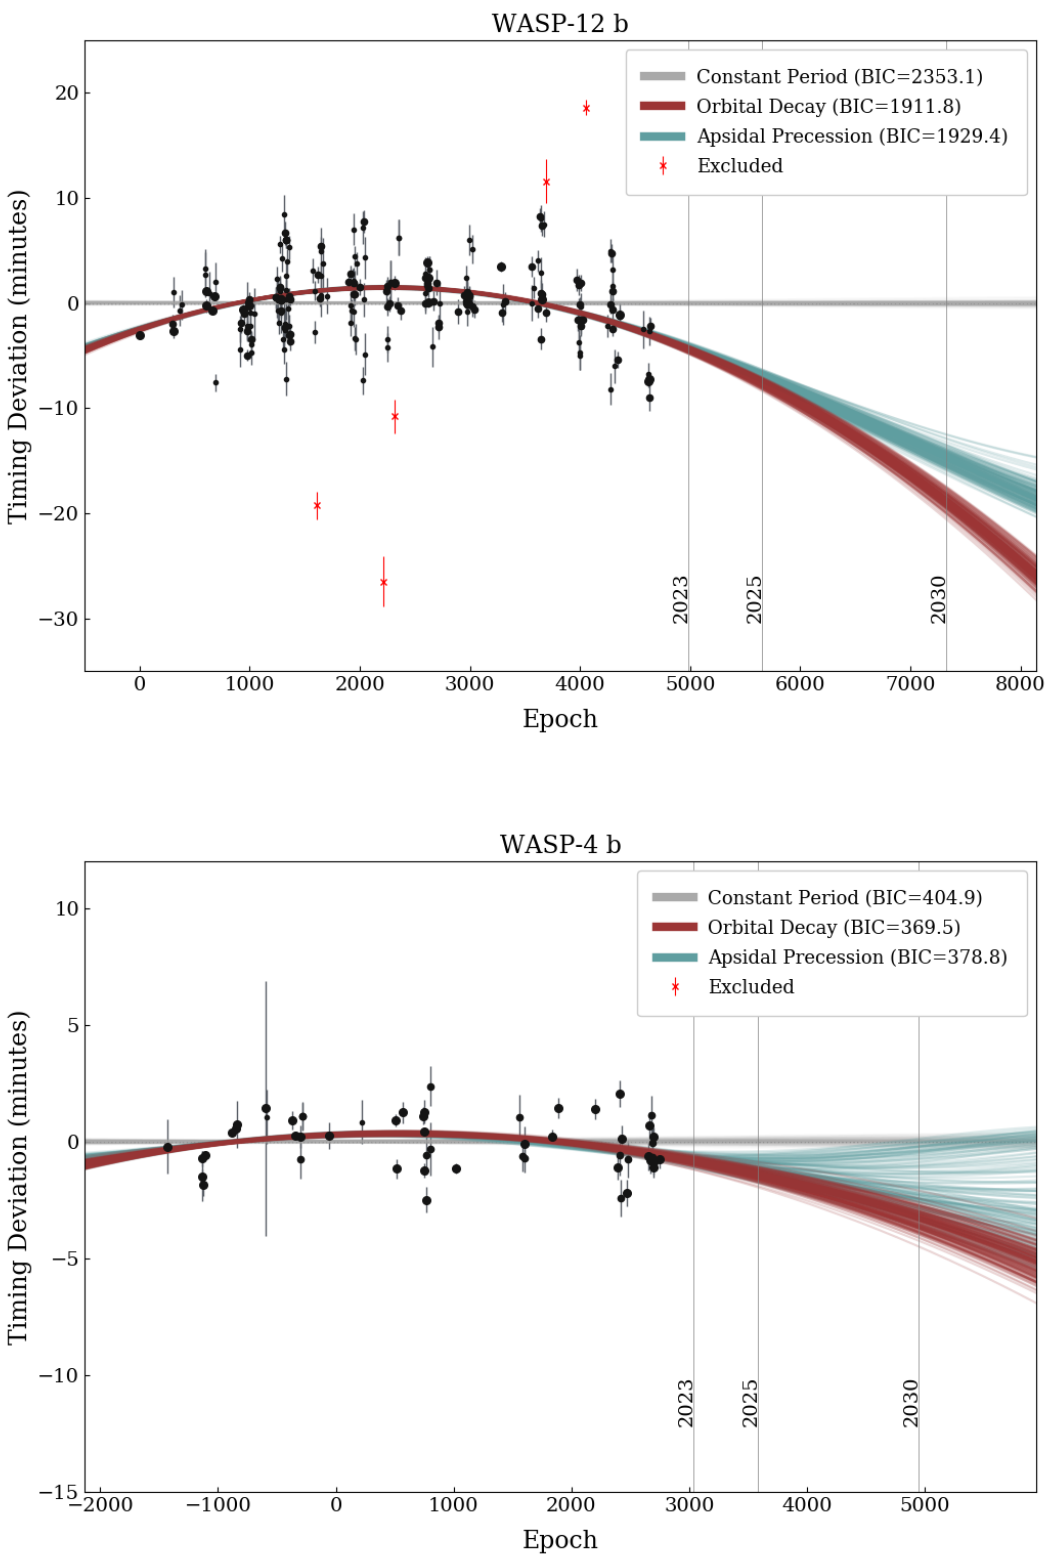 WASP-12 b
Constant Period (BIC=2353.1)
Orbital Decay (BIC=1911.8)
Apsidal Precession (BIC=1929.4)
Excluded
Timing Deviation (minutes)
20
10
0
−10
−20
−30
2023
2025
2030
0 1000 2000 3000 4000 5000 6000 7000 8000
Epoch
WASP-4 b
Constant Period (BIC=404.9)
Orbital Decay (BIC=369.5)
Apsidal Precession (BIC=378.8)
Excluded
Timing Deviation (minutes)
10
5
0
−5
−10
−15
2023
2025
2030
−2000 −1000 0 1000 2000 3000 4000 5000
Epoch